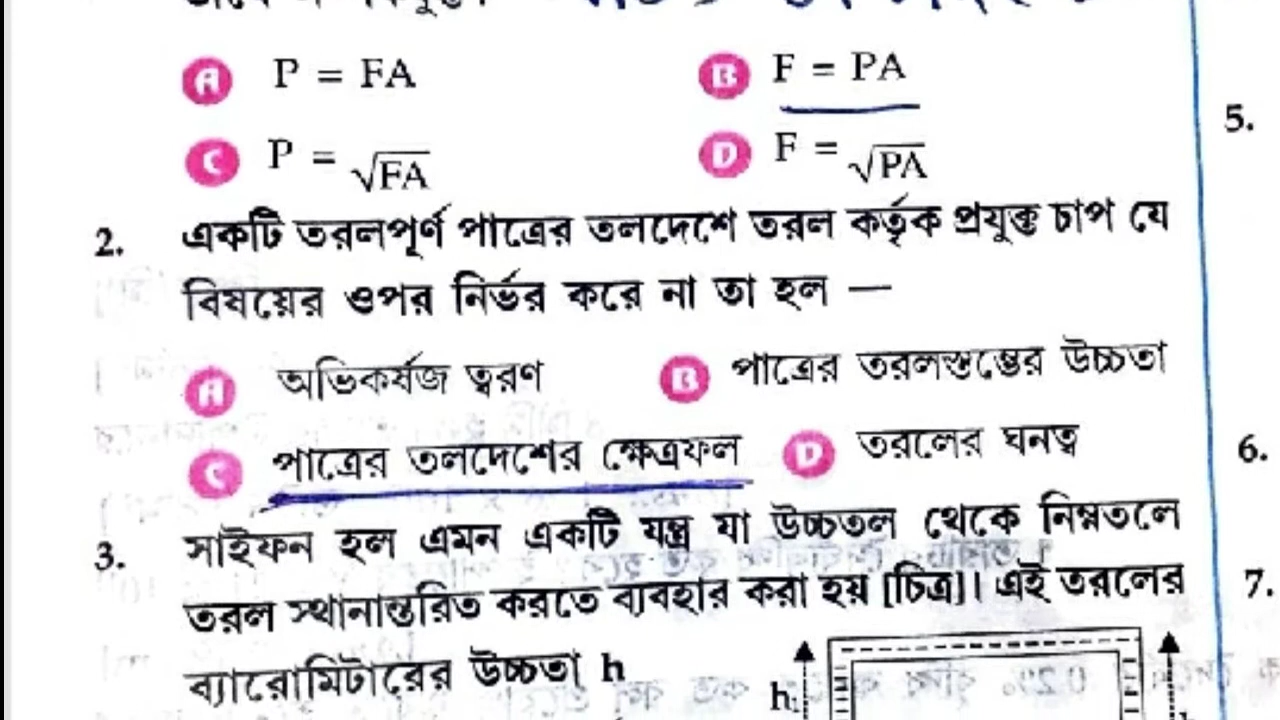 A P = FA B F = PA
C P = √FA D F = √PA
5.
2. একটি তরলপূর্ণ পাত্রের তলদেশে তরল কর্তৃক প্রযুক্ত চাপ যে
বিষয়ের ওপর নির্ভর করে না তা হল —
A অভিকর্ষজ ত্বরণ B পাত্রের তরলস্তম্ভের উচ্চতা
C পাত্রের তলদেশের ক্ষেত্রফল D তরলের ঘনত্ব
6.
3. সাইফন হল এমন একটি যন্ত্র যা উচ্চতল থেকে নিম্নতলে
তরল স্থানান্তরিত করতে ব্যবহার করা হয় [চিত্র]। এই তরলের
7.
ব্যারোমিটারের উচ্চতা h
h₁